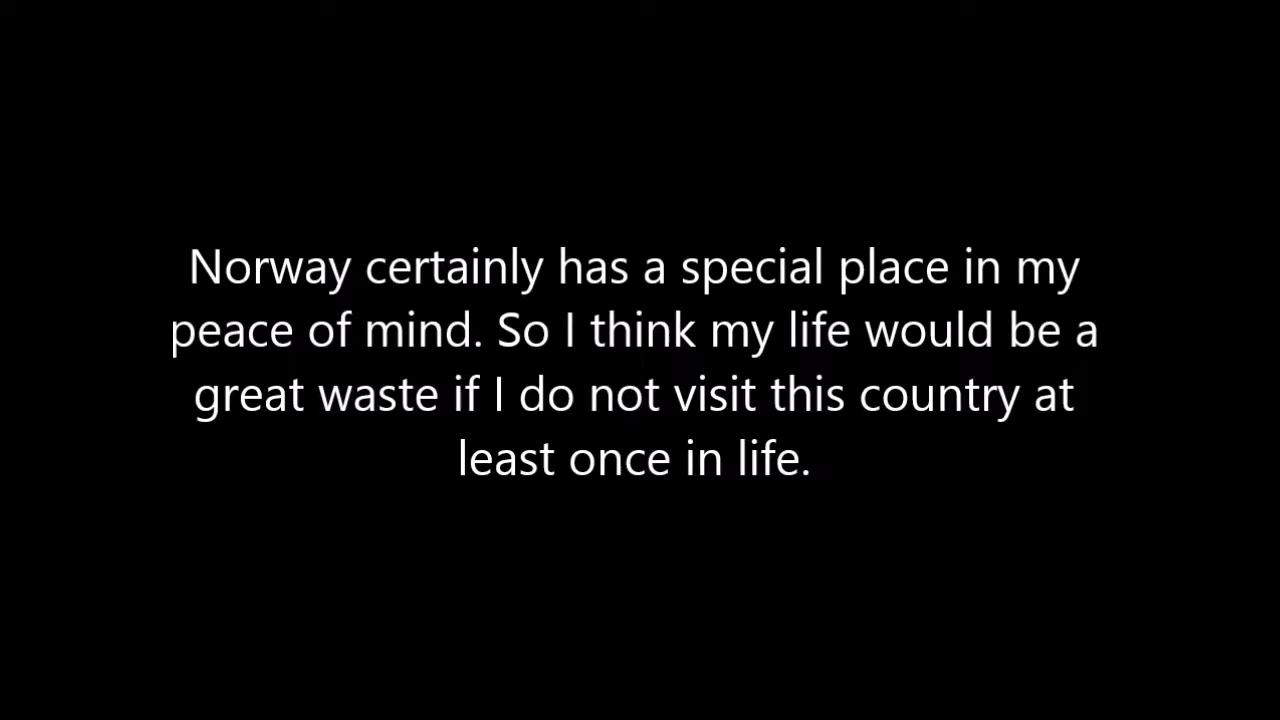 Norway certainly has a special place in my
peace of mind. So I think my life would be a
great waste if I do not visit this country at
least once in life.